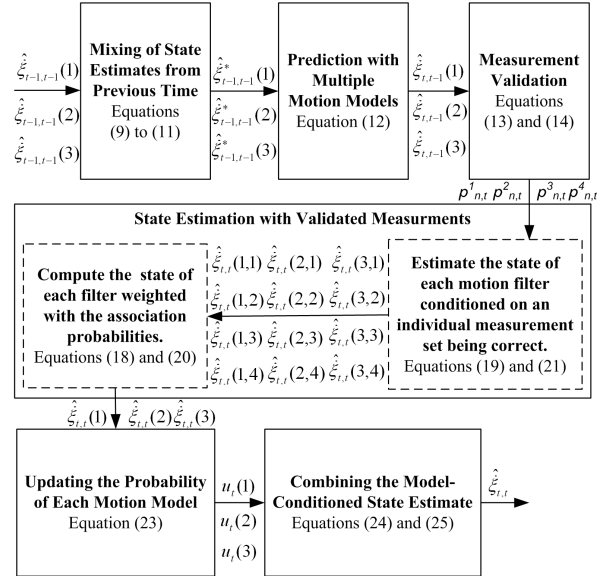 Mixing of State
Estimates from
Previous Time
Equations
(9) to (11)
Prediction with
Multiple
Motion Models
Equation (12)
Measurement
Validation
Equations
(13) and (14)
ξ̂̇t−1,t−1(1)
ξ̂̇t−1,t−1(2)
ξ̂̇t−1,t−1(3)
ξ̂̇*t−1,t−1(1)
ξ̂̇*t−1,t−1(2)
ξ̂̇*t−1,t−1(3)
ξ̂̇t,t−1(1)
ξ̂̇t,t−1(2)
ξ̂̇t,t−1(3)
p¹n,t p²n,t p³n,t p⁴n,t
State Estimation with Validated Measurments
Compute the state of
each filter weighted
with the association
probabilities.
Equations (18) and (20)
ξ̂̇t,t(1,1) ξ̂̇t,t(2,1) ξ̂̇t,t(3,1)
ξ̂̇t,t(1,2) ξ̂̇t,t(2,2) ξ̂̇t,t(3,2)
ξ̂̇t,t(1,3) ξ̂̇t,t(2,3) ξ̂̇t,t(3,3)
ξ̂̇t,t(1,4) ξ̂̇t,t(2,4) ξ̂̇t,t(3,4)
Estimate the state of
each motion filter
conditioned on an
individual measurement
set being correct.
Equations (19) and (21)
ξ̂̇t,t(1) ξ̂̇t,t(2) ξ̂̇t,t(3)
Updating the Probability
of Each Motion Model
Equation (23)
ut(1)
ut(2)
ut(3)
Combining the Model-
Conditioned State Estimate
Equations (24) and (25)
ξ̂̇t,t